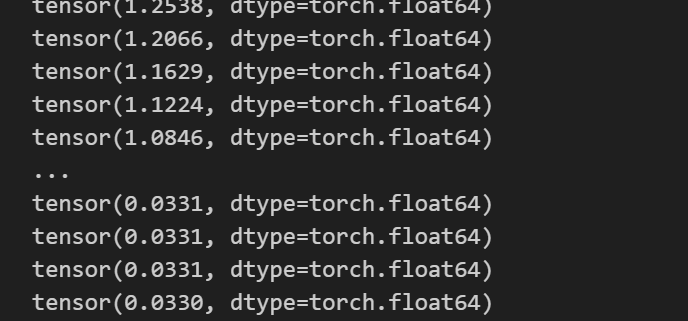 tensor(1.2538, dtype=torch.float64)
tensor(1.2066, dtype=torch.float64)
tensor(1.1629, dtype=torch.float64)
tensor(1.1224, dtype=torch.float64)
tensor(1.0846, dtype=torch.float64)
...
tensor(0.0331, dtype=torch.float64)
tensor(0.0331, dtype=torch.float64)
tensor(0.0331, dtype=torch.float64)
tensor(0.0330, dtype=torch.float64)